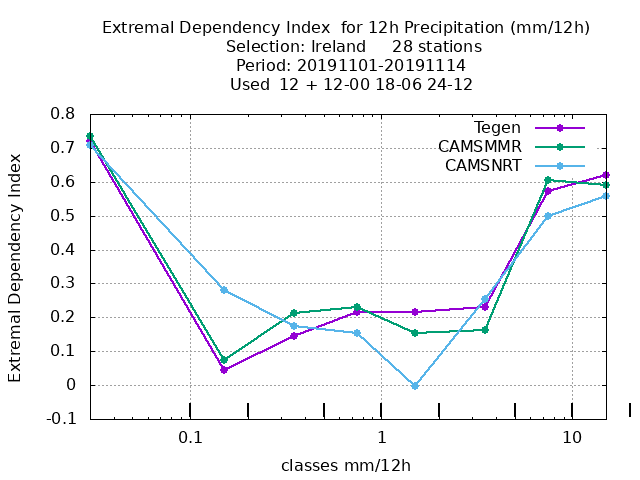 Extremal Dependency Index  for 12h Precipitation (mm/12h)
Selection: Ireland     28 stations
Period: 20191101-20191114
Used  12 + 12-00 18-06 24-12
Tegen
CAMSMMR
CAMSNRT
0.8
0.7
0.6
0.5
0.4
0.3
0.2
0.1
0
-0.1
Extremal Dependency Index
0.1
1
10
classes mm/12h